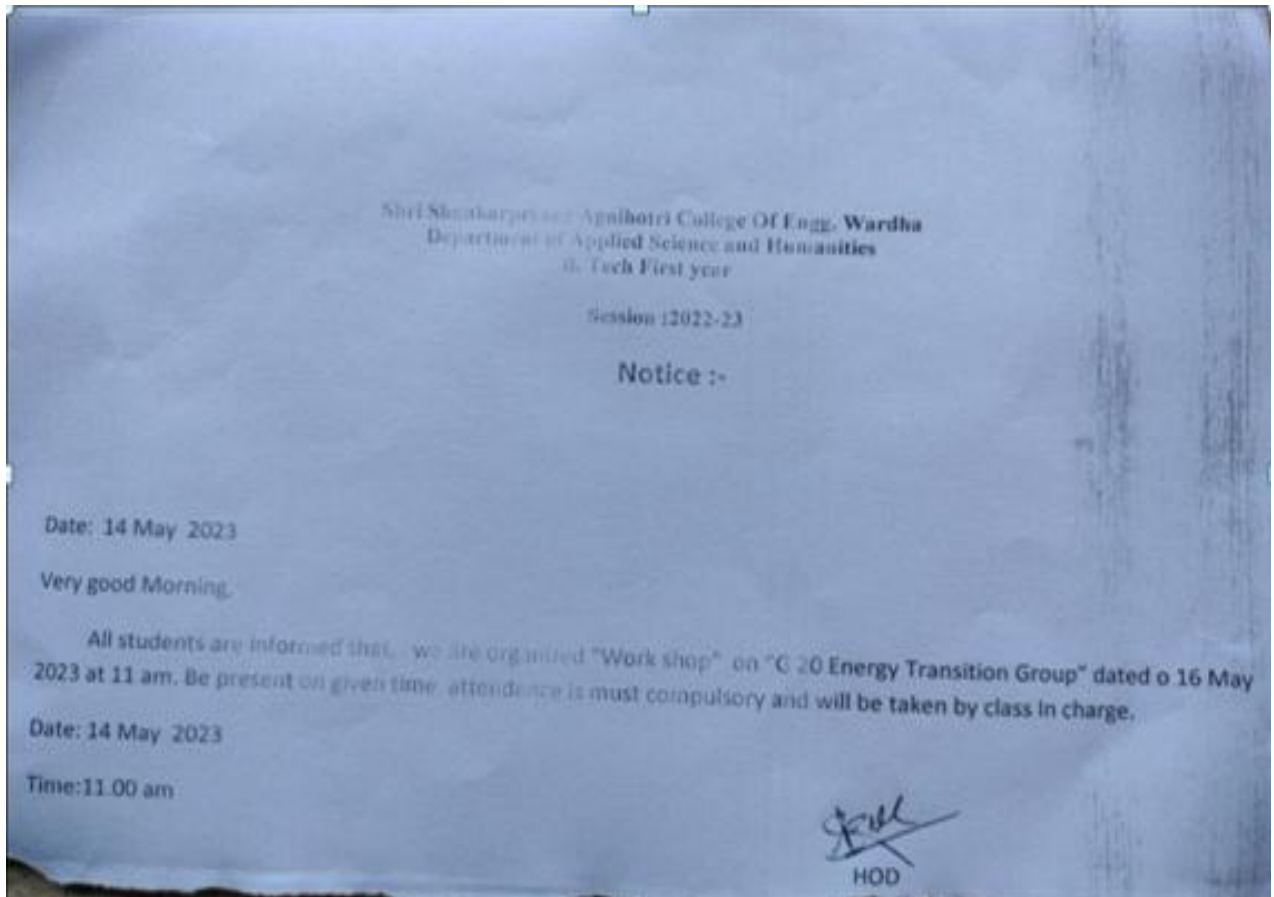 Shri Shankarprasad Agnihotri College Of Engg. Wardha
Department of Applied Science and Humanities
B. Tech First year
Session :2022-23
Notice :-
Date: 14 May 2023
Very good Morning,
All students are informed that, we are organized "Work shop" on "G 20 Energy Transition Group" dated o 16 May
2023 at 11 am. Be present on given time, attendence is must compulsory and will be taken by class in charge.
Date: 14 May 2023
Time:11.00 am
HOD